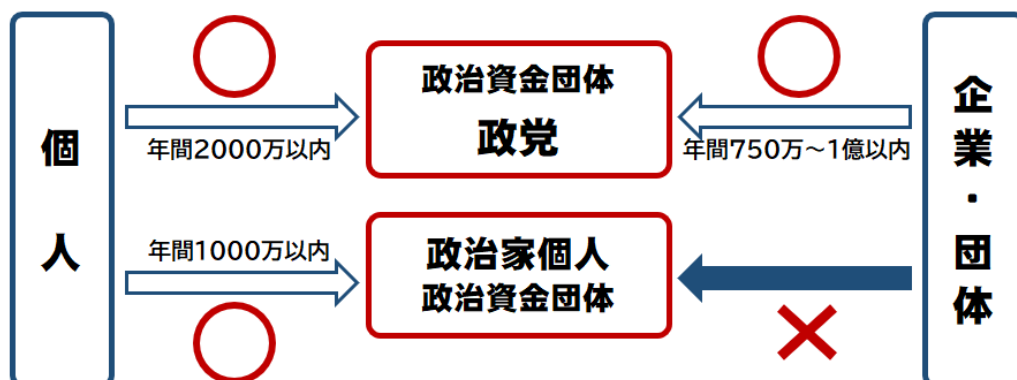 個人
年間2000万以内
政治資金団体
政党
年間750万～1億以内
企業・団体
年間1000万以内
政治家個人
政治資金団体